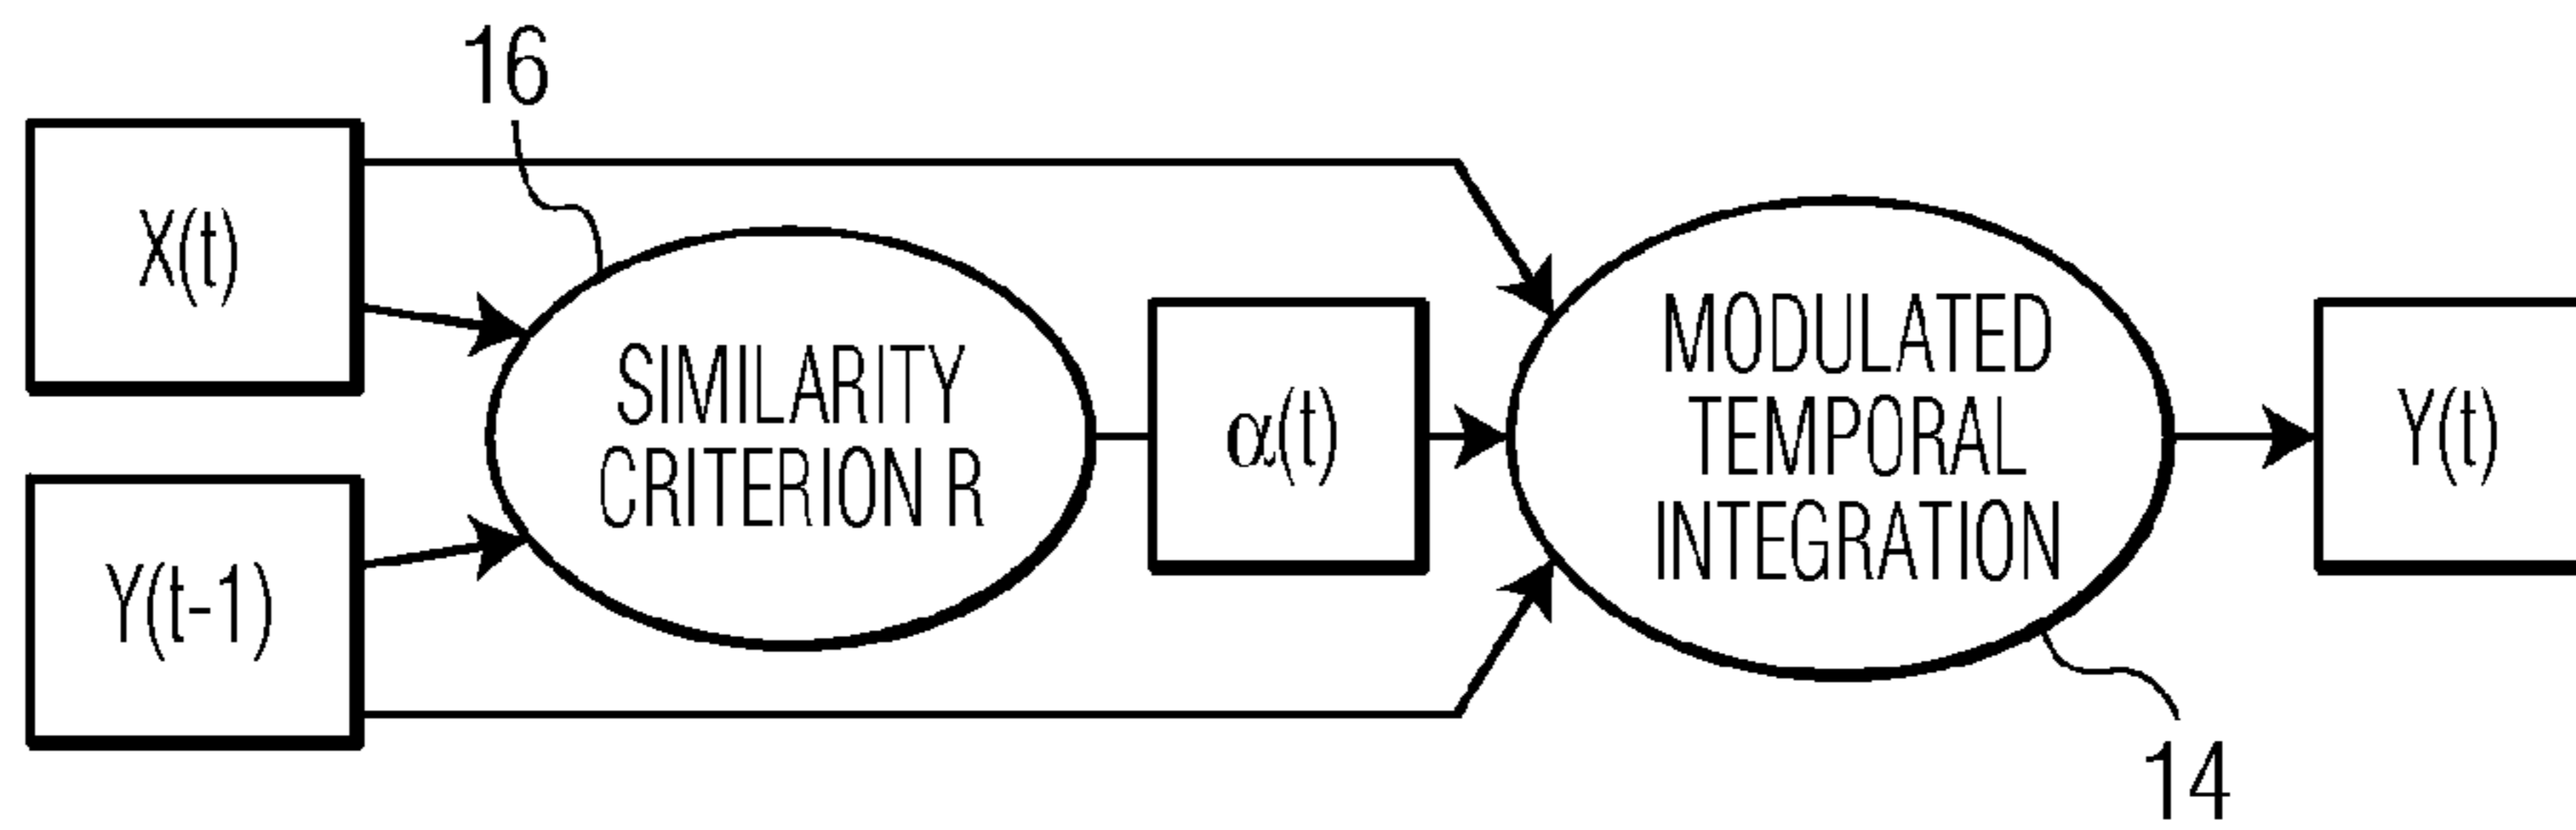 16
X(t)
SIMILARITY
CRITERION R
Y(t-1)
α(t)
MODULATED
TEMPORAL
INTEGRATION
Y(t)
14